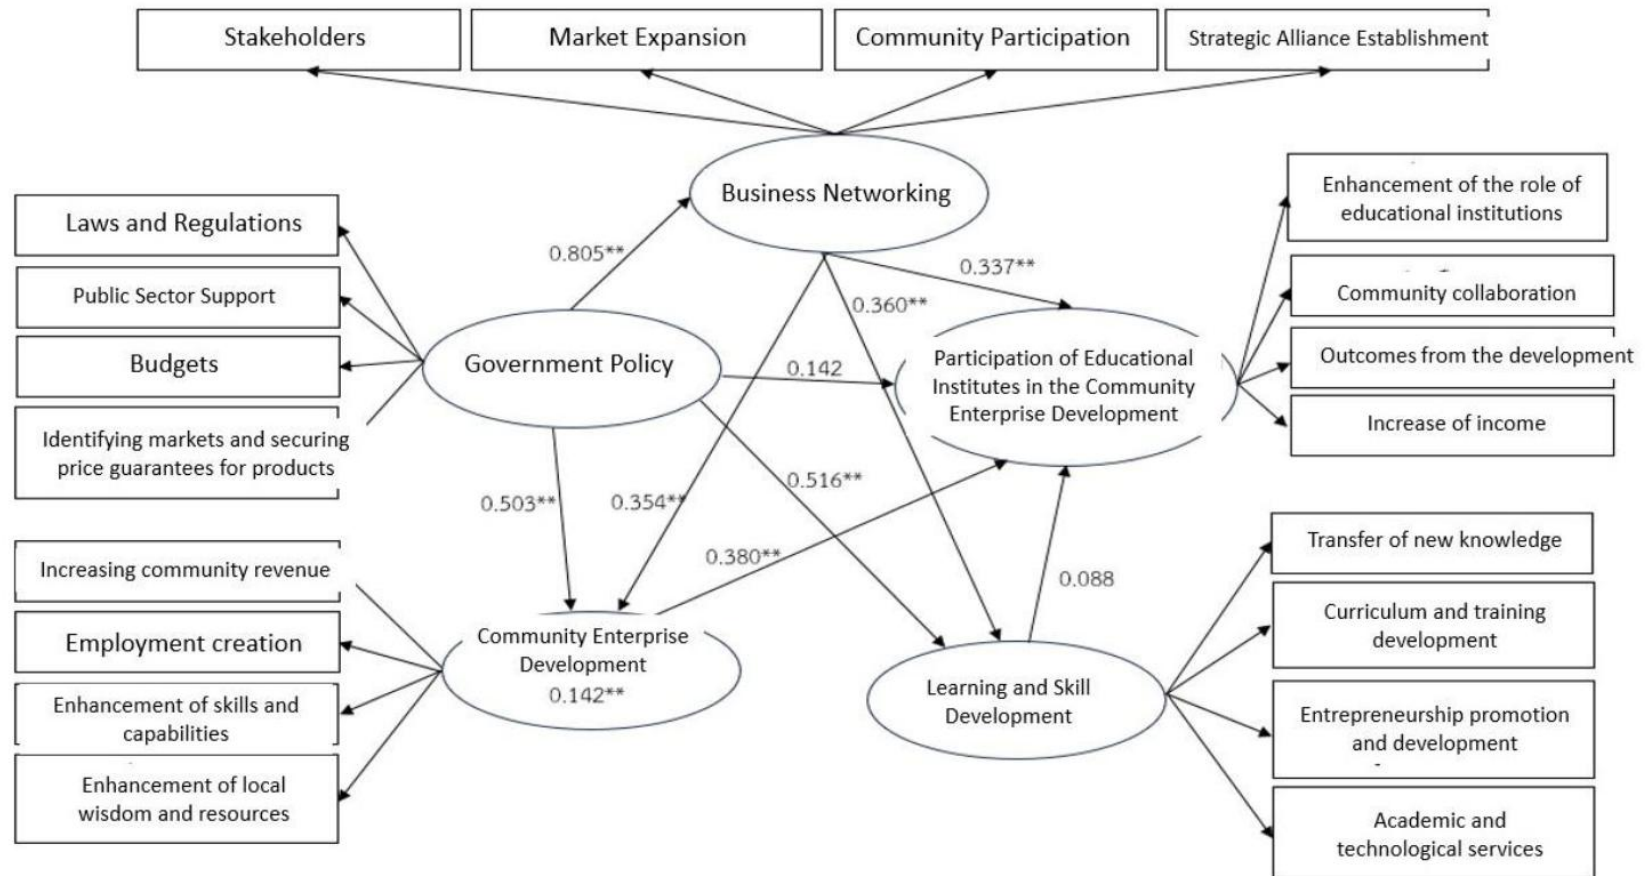 Stakeholders
Market Expansion
Community Participation
Strategic Alliance Establishment
Business Networking
Laws and Regulations
Public Sector Support
Budgets
Identifying markets and securing
price guarantees for products
0.805**
0.337**
0.360**
Government Policy
0.142
Participation of Educational
Institutes in the Community
Enterprise Development
Enhancement of the role of
educational institutions
Community collaboration
Outcomes from the development
Increase of income
0.503**
0.354**
0.516**
0.380**
0.088
Increasing community revenue
Employment creation
Enhancement of skills and
capabilities
Enhancement of local
wisdom and resources
Community Enterprise
Development
0.142**
Learning and Skill
Development
Transfer of new knowledge
Curriculum and training
development
Entrepreneurship promotion
and development
Academic and
technological services